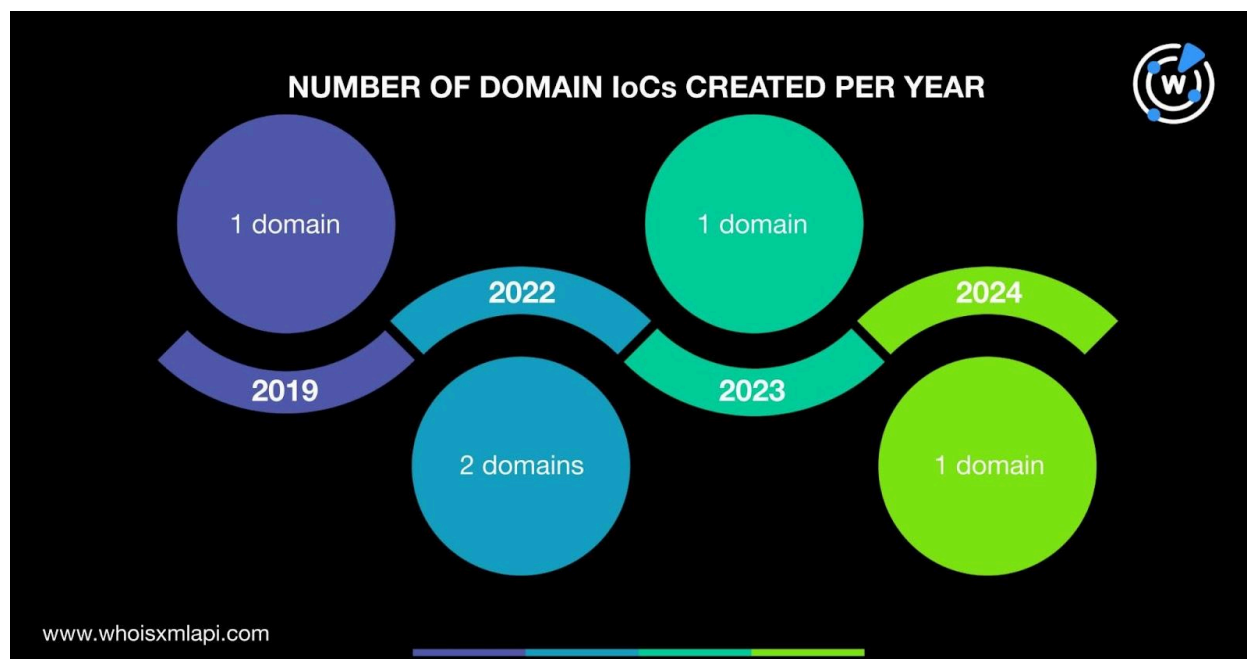 NUMBER OF DOMAIN IoCs CREATED PER YEAR
W
1 domain
2019
2022
2 domains
1 domain
2023
2024
1 domain
www.whoisxmlapi.com